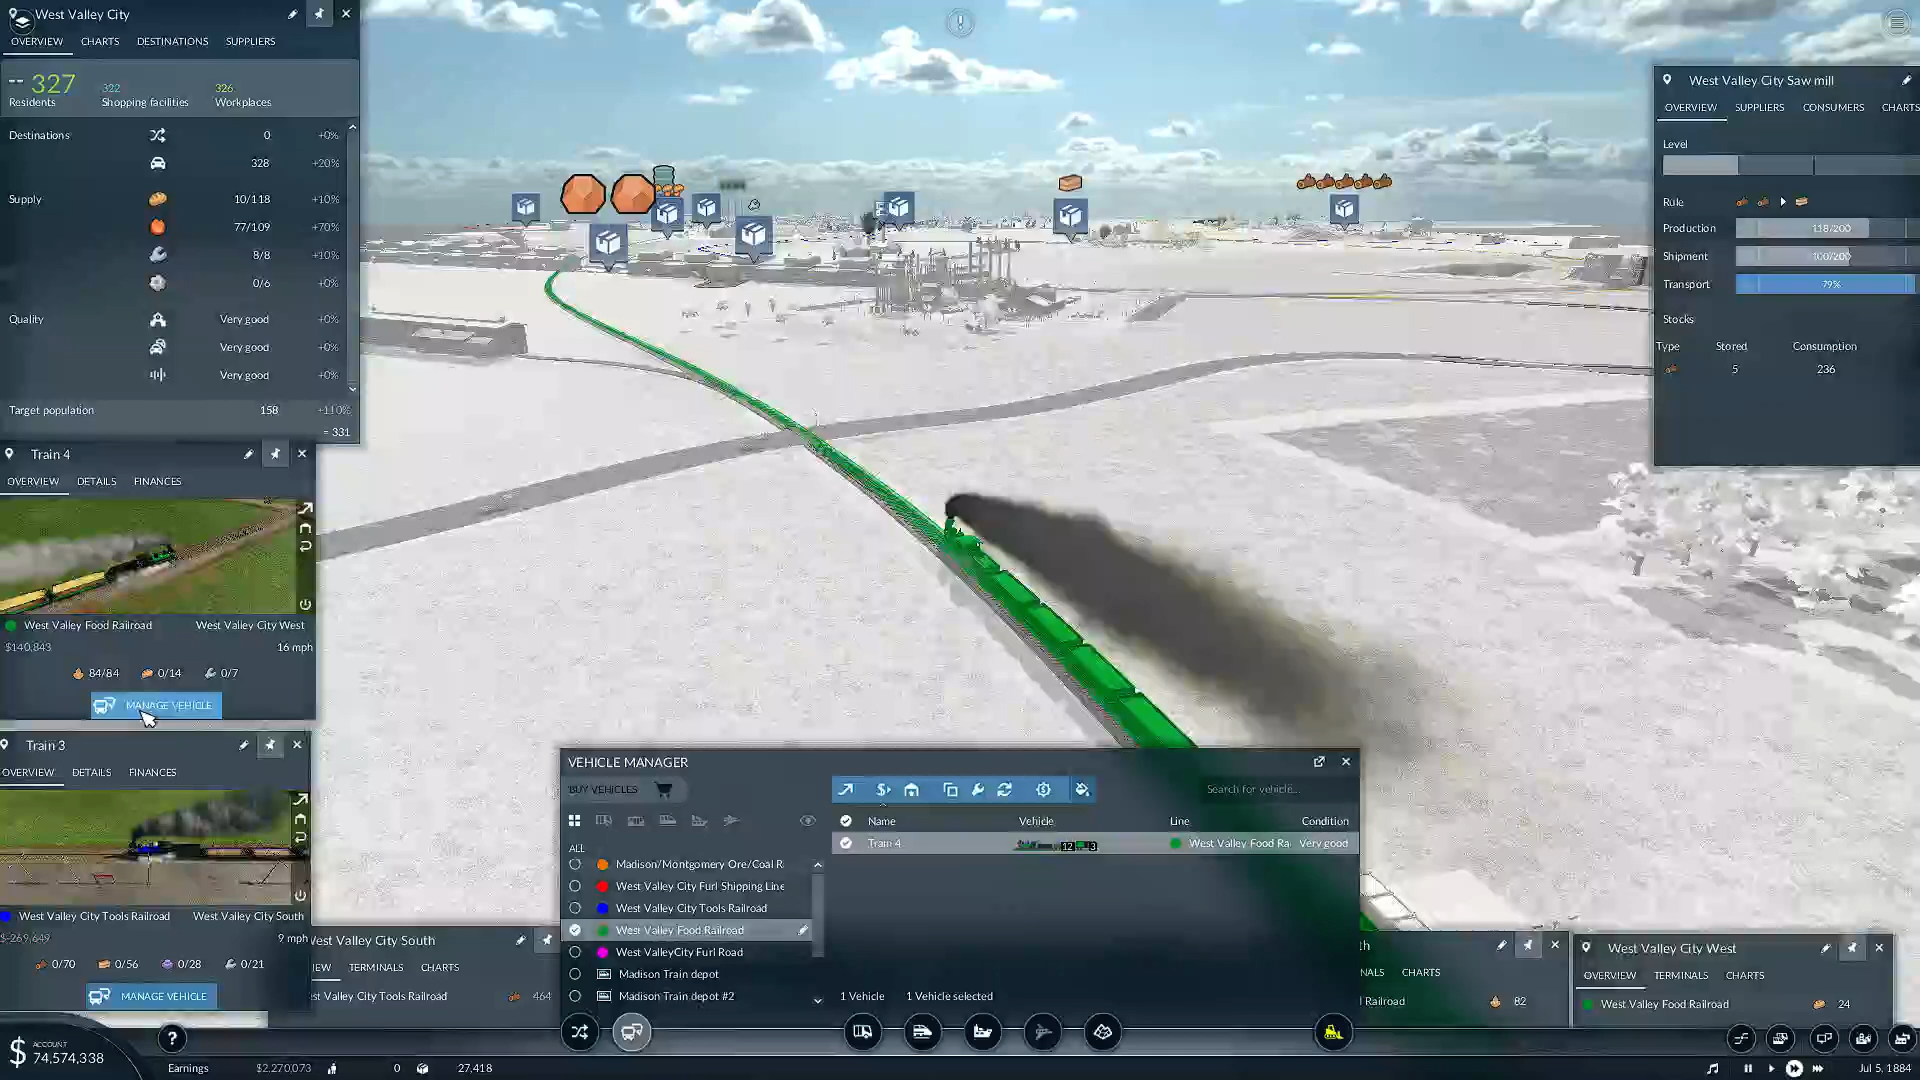 West Valley City
OVERVIEW CHARTS DESTINATIONS SUPPLIERS
-- 327 322 326
Residents Shopping facilities Workplaces
Destinations 0 +0%
328 +20%
Supply 10/118 +10%
77/109 +70%
8/8 +10%
0/6 +0%
Quality Very good +0%
Very good +0%
Very good +0%
Target population 158 +110%
= 331
Train 4
OVERVIEW DETAILS FINANCES
West Valley Food Railroad West Valley City West
$140,843 16 mph
84/84 0/14 0/7
MANAGE VEHICLE
Train 3
OVERVIEW DETAILS FINANCES
West Valley City Tools Railroad West Valley City South
$-269,649 9 mph
0/70 0/56 0/28 0/21
MANAGE VEHICLE
West Valley City South
IEW TERMINALS CHARTS
est Valley City Tools Railroad 464
VEHICLE MANAGER
BUY VEHICLES
Search for vehicle...
ALL
Madison/Montgomery Ore/Coal R
West Valley City Furl Shipping Line
West Valley City Tools Railroad
West Valley Food Railroad
West ValleyCity Furl Road
Madison Train depot
Madison Train depot #2
Name Vehicle Line Condition
Train 4 12 3 West Valley Food Ra Very good
1 Vehicle 1 Vehicle selected
West Valley City Saw mill
OVERVIEW SUPPLIERS CONSUMERS CHARTS
Level
Rule
Production 118/200
Shipment 100/200
Transport 79%
Stocks
Type Stored Consumption
5 236
th
NALS CHARTS
Railroad 82
West Valley City West
OVERVIEW TERMINALS CHARTS
West Valley Food Railroad 24
$ ACCOUNT
74,574,338
?
Earnings $2,270,073 0 27,418
Jul 5, 1884